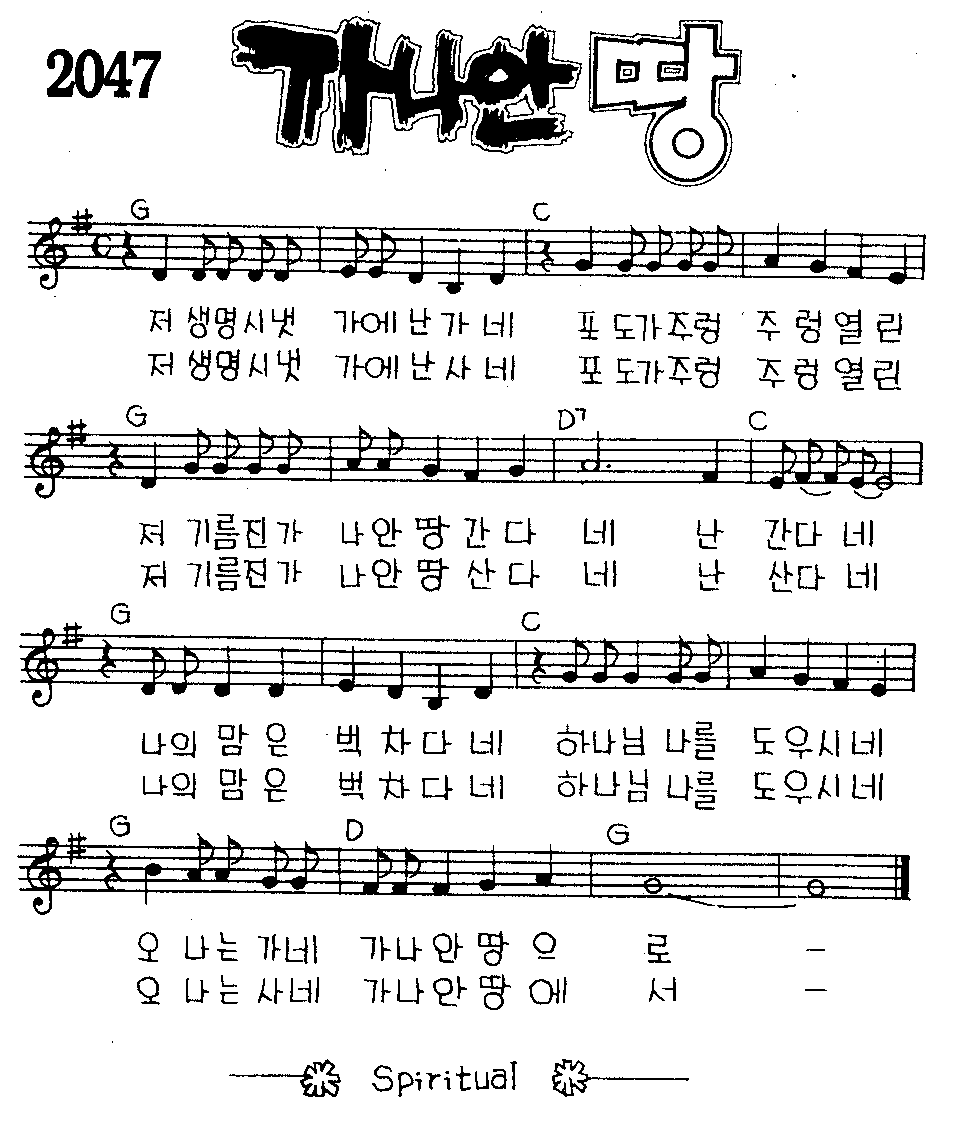 2047
까나안 땅
G C
저 생명시냇 가에난가네 포도가주렁 주렁열린
저 생명시냇 가에난사네 포도가주렁 주렁열린
G D7 C
저 기름진가 나안땅간다 네 난 간다네
저 기름진가 나안땅산다 네 난 산다네
G C
나의맘은 벅차다네 하나님나를 도우시네
나의맘은 벅차다네 하나님나를 도우시네
G D G
오 나는가네 가나안땅으 로 –
오 나는사네 가나안땅에 서 –
Spiritual